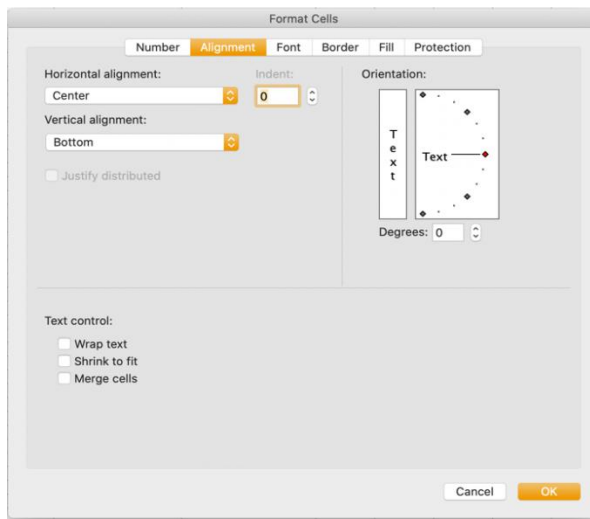 Format Cells
Number Alignment Font Border Fill Protection
Horizontal alignment:
Center
Indent:
0
Vertical alignment:
Bottom
Justify distributed
Orientation:
T
e
x
t
Text
Degrees: 0
Text control:
Wrap text
Shrink to fit
Merge cells
Cancel OK